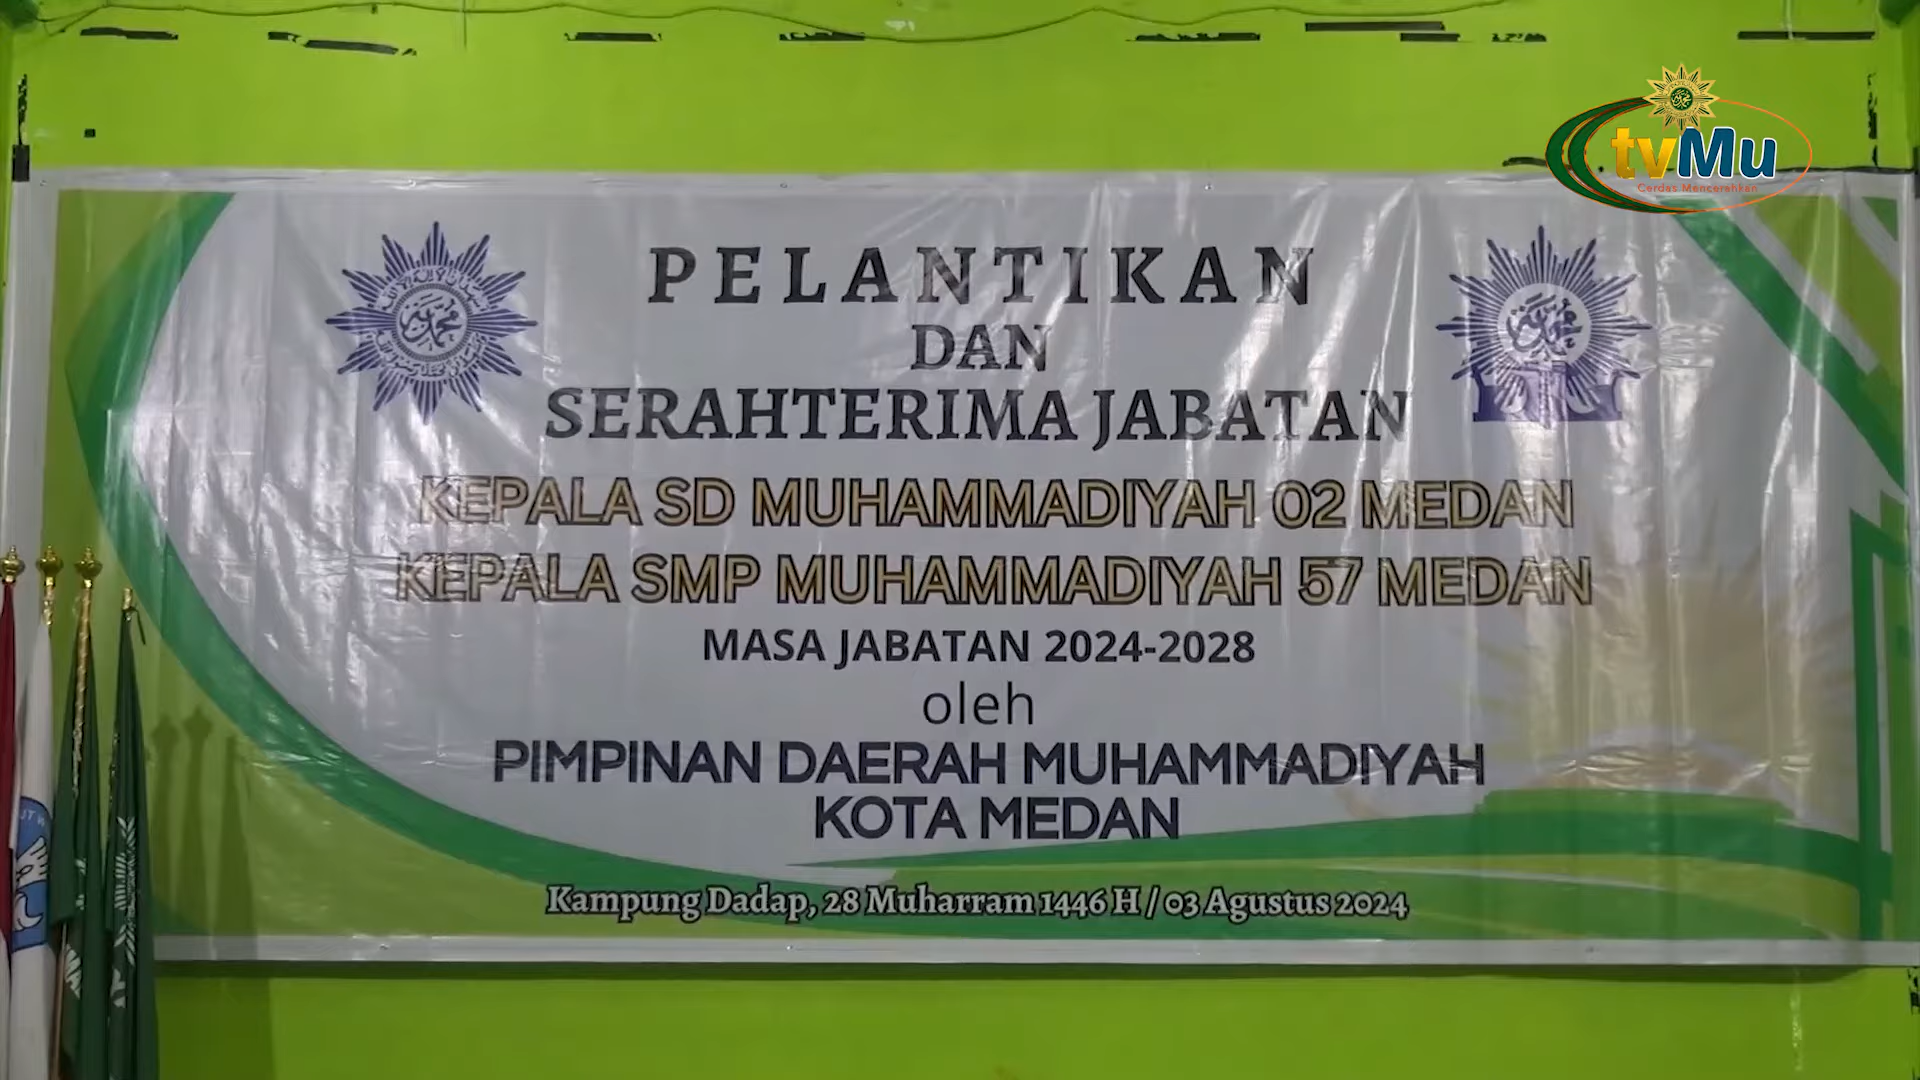 tvMu
Cerdas Mencerahkan
PELANTIKAN
DAN
SERAHTERIMA JABATAN
KEPALA SD MUHAMMADIYAH 02 MEDAN
KEPALA SMP MUHAMMADIYAH 57 MEDAN
MASA JABATAN 2024-2028
oleh
PIMPINAN DAERAH MUHAMMADIYAH
KOTA MEDAN
Kampung Dadap, 28 Muharram 1446 H / 03 Agustus 2024